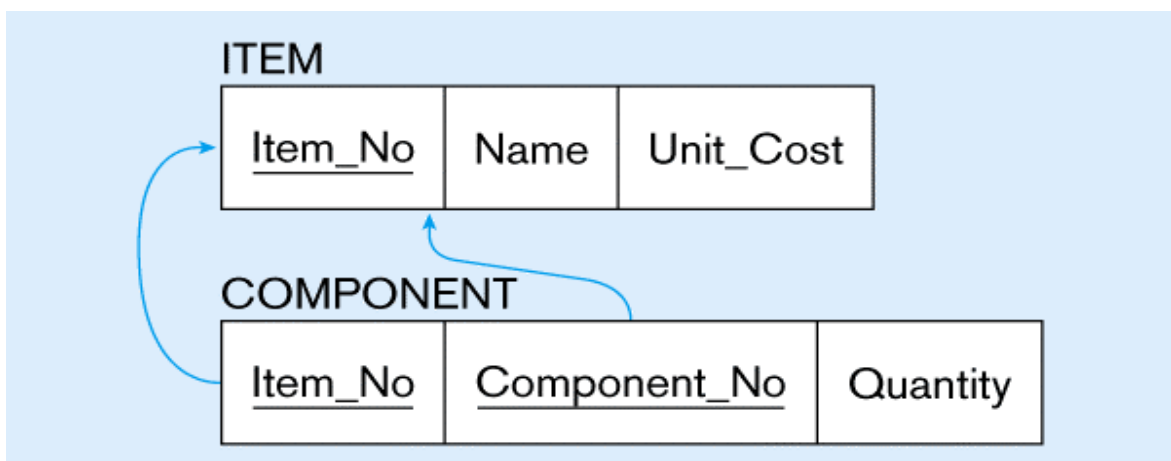 ITEM
Item_No Name Unit_Cost
COMPONENT
Item_No Component_No Quantity